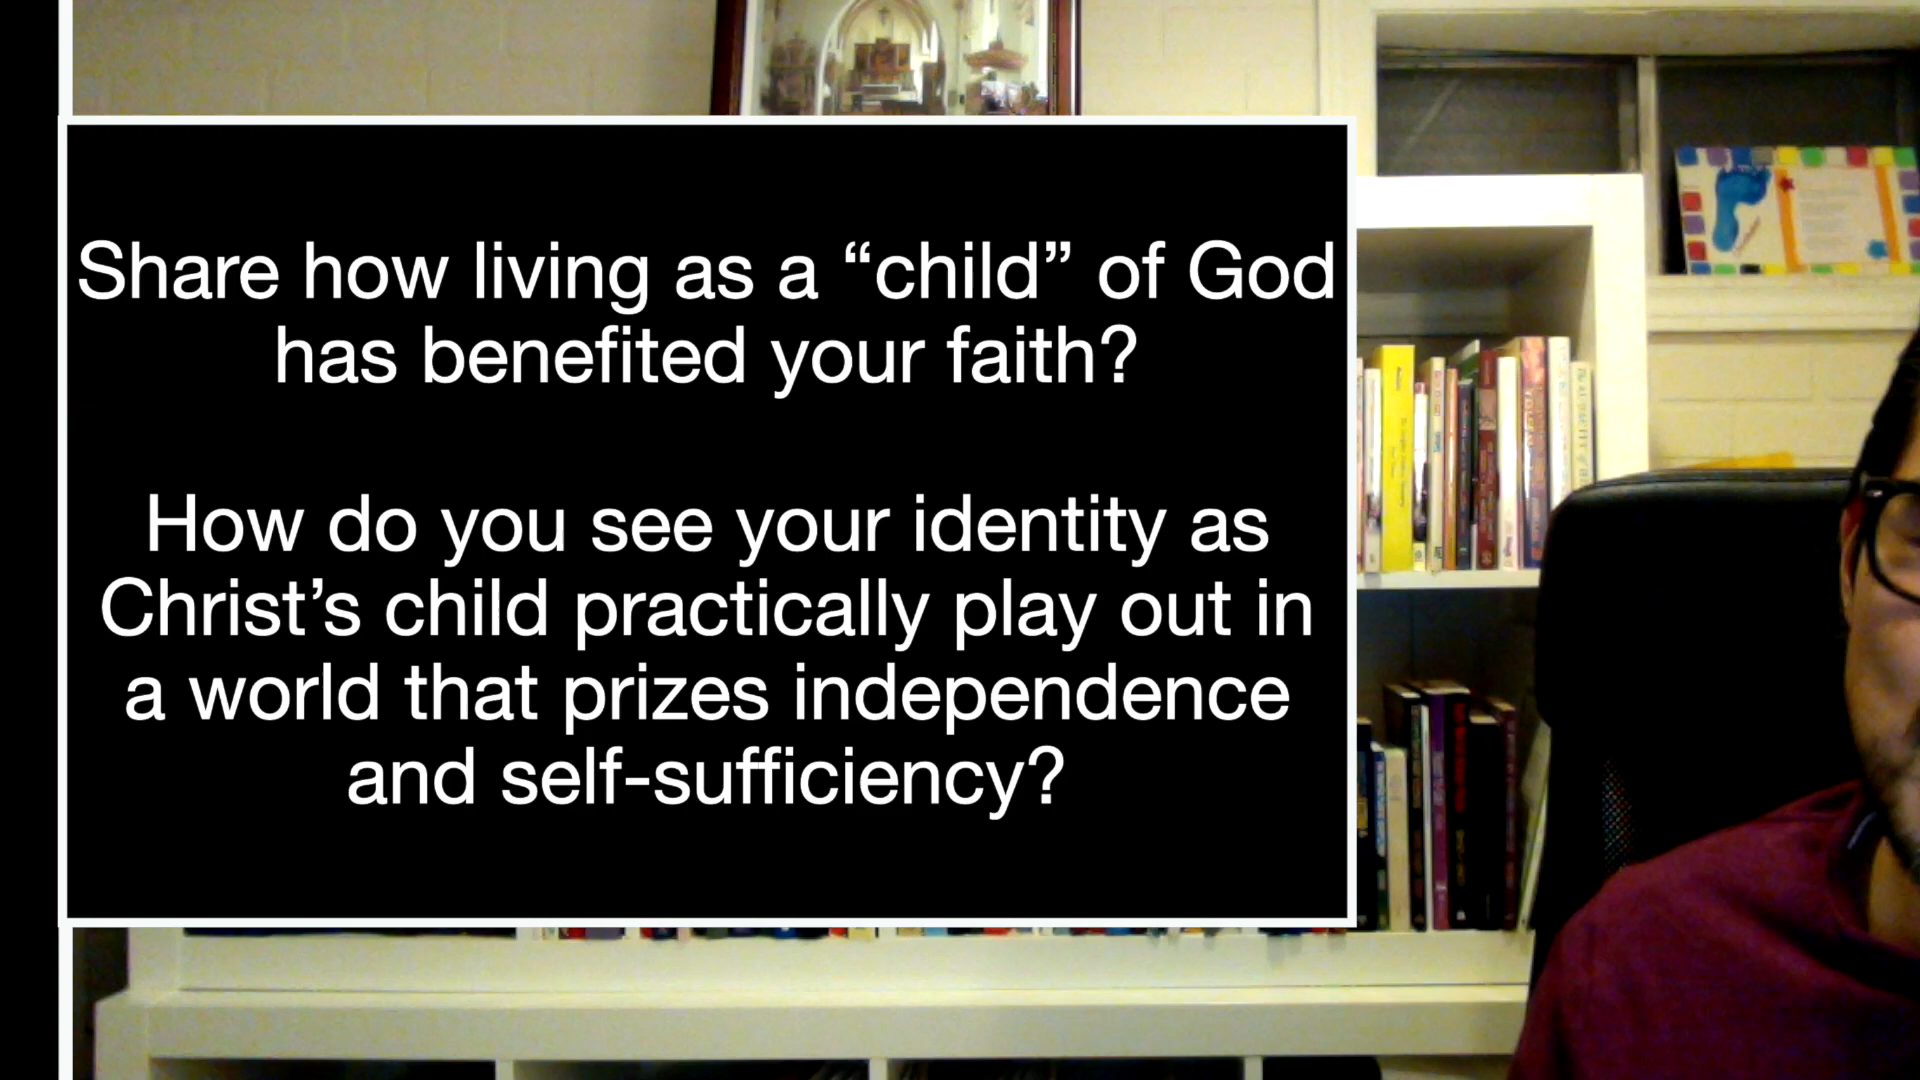 Share how living as a “child” of God
has benefited your faith?
How do you see your identity as
Christ’s child practically play out in
a world that prizes independence
and self-sufficiency?